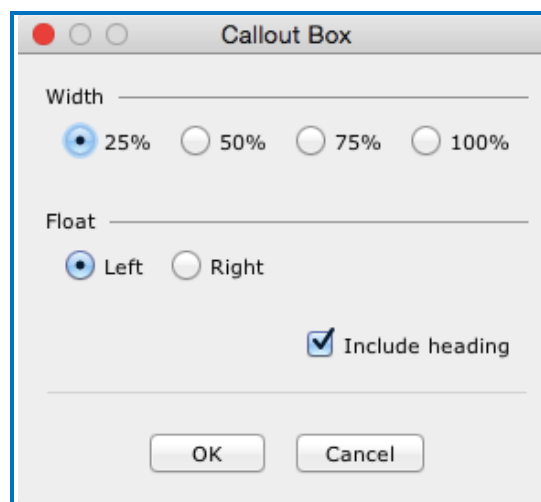 Callout Box
Width
25% 50% 75% 100%
Float
Left Right
Include heading
OK Cancel